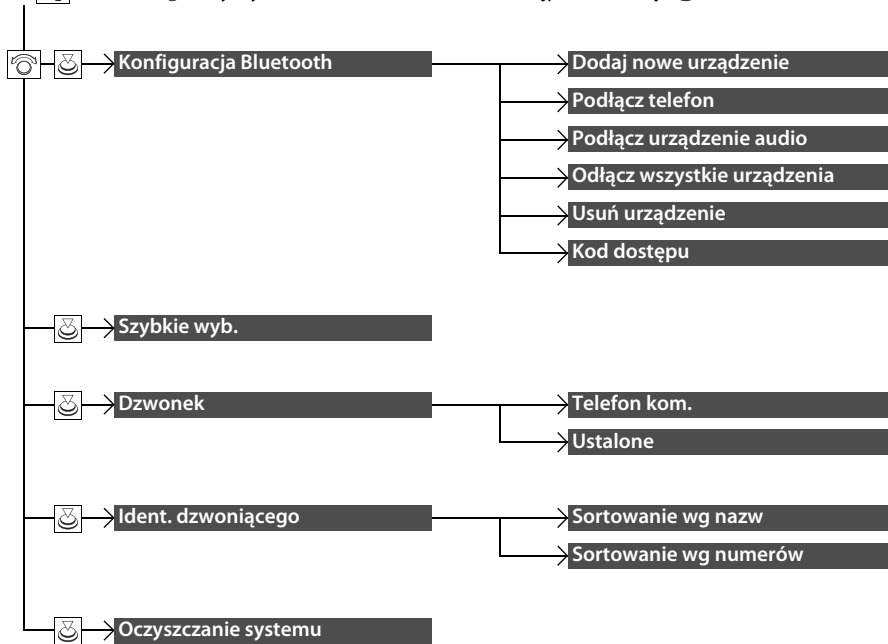 Konfiguracja Bluetooth
Dodaj nowe urządzenie
Podłącz telefon
Podłącz urządzenie audio
Odłącz wszystkie urządzenia
Usuń urządzenie
Kod dostępu
Szybkie wyb.
Dzwonek
Telefon kom.
Ustalone
Ident. dzwoniącego
Sortowanie wg nazw
Sortowanie wg numerów
Oczyszczanie systemu